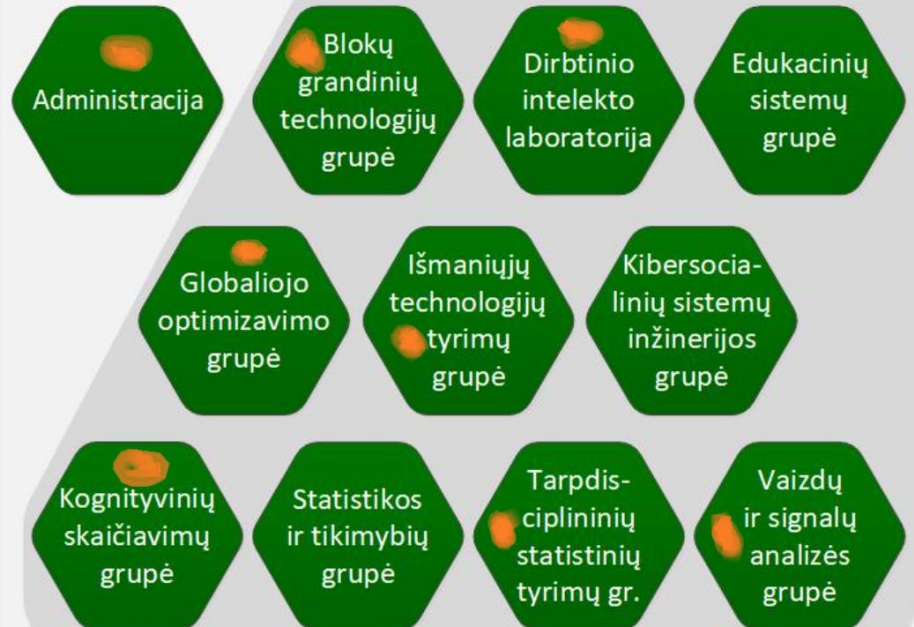 Administracija
Blokų
grandinių
technologijų
grupė
Dirbtinio
intelekto
laboratorija
Edukacinių
sistemų
grupė
Globaliojo
optimizavimo
grupė
Išmaniųjų
technologijų
tyrimų
grupė
Kibersocia-
linių sistemų
inžinerijos
grupė
Kognityvinių
skaičiavimų
grupė
Statistikos
ir tikimybių
grupė
Tarpdis-
ciplininių
statistinių
tyrimų gr.
Vaizdų
ir signalų
analizės
grupė